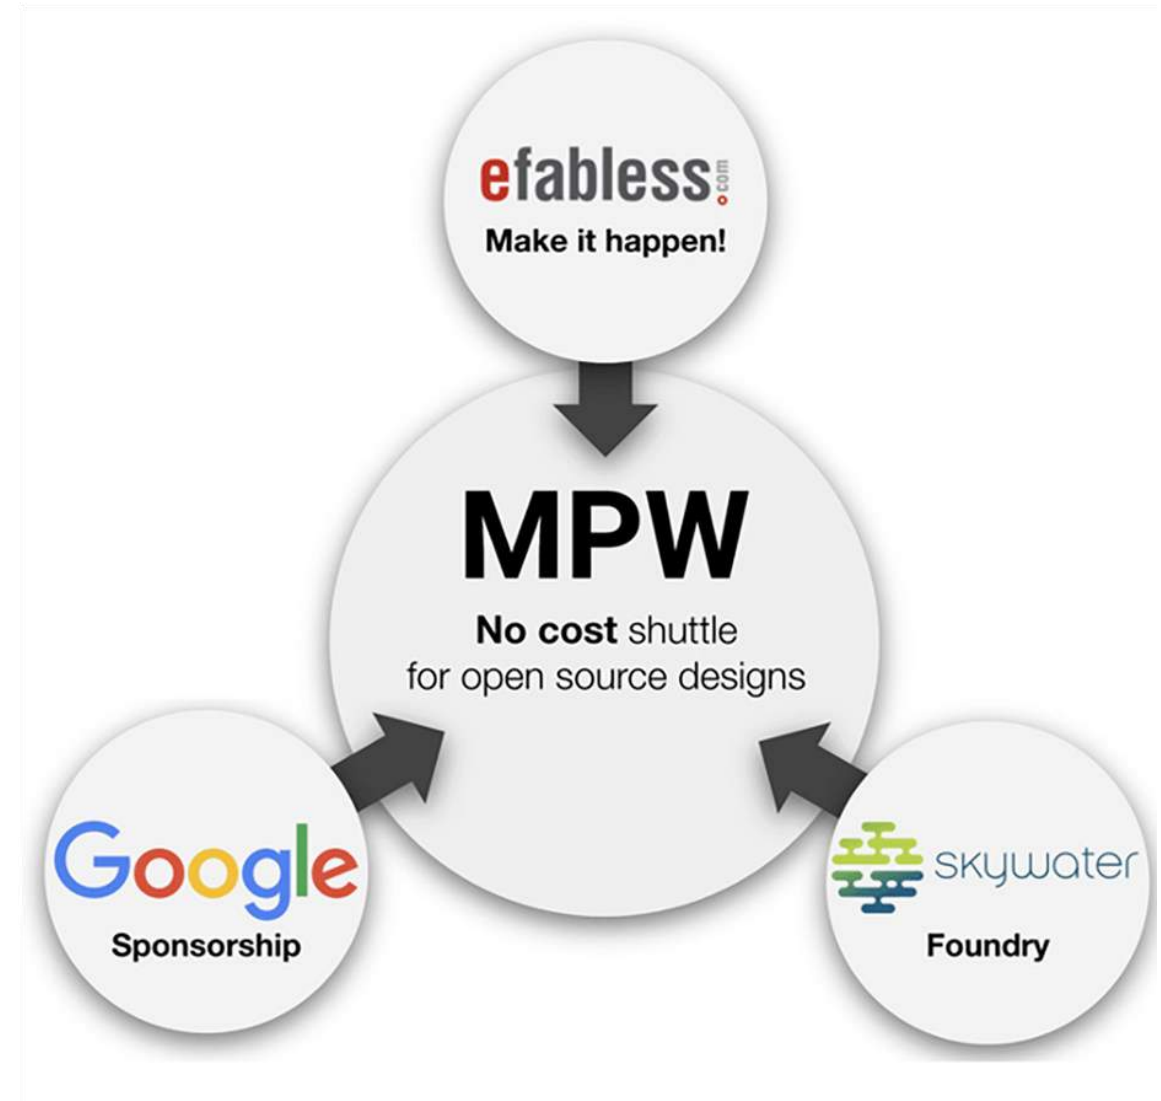 efabless.com
Make it happen!
MPW
No cost shuttle
for open source designs
Google
Sponsorship
skywater
Foundry